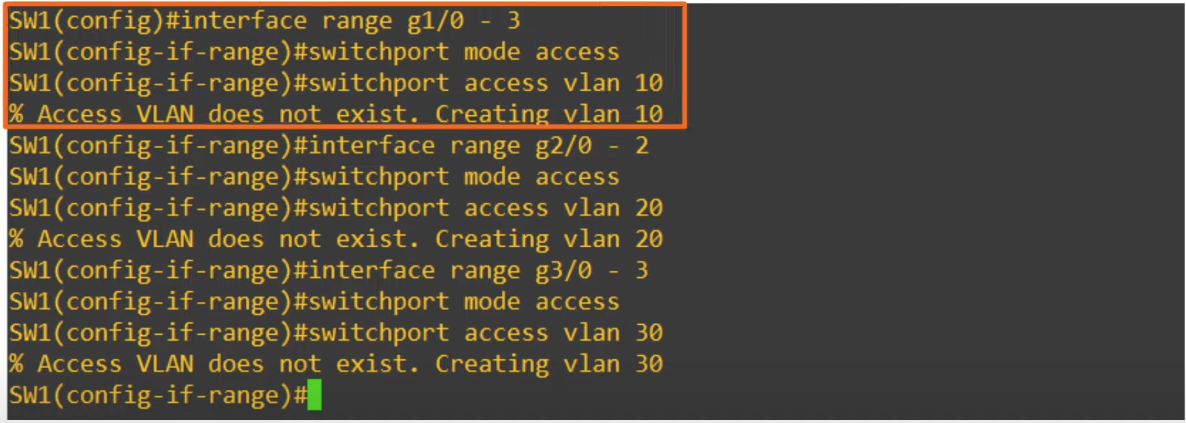 SW1(config)#interface range g1/0 - 3
SW1(config-if-range)#switchport mode access
SW1(config-if-range)#switchport access vlan 10
% Access VLAN does not exist. Creating vlan 10
SW1(config-if-range)#interface range g2/0 - 2
SW1(config-if-range)#switchport mode access
SW1(config-if-range)#switchport access vlan 20
% Access VLAN does not exist. Creating vlan 20
SW1(config-if-range)#interface range g3/0 - 3
SW1(config-if-range)#switchport mode access
SW1(config-if-range)#switchport access vlan 30
% Access VLAN does not exist. Creating vlan 30
SW1(config-if-range)#